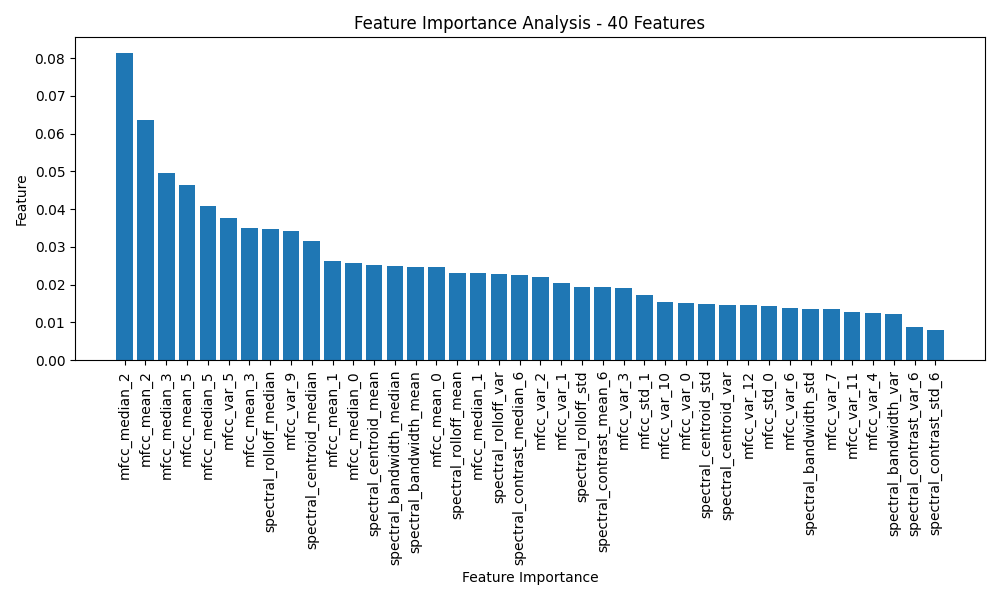 Feature Importance Analysis - 40 Features
Feature
0.08
0.07
0.06
0.05
0.04
0.03
0.02
0.01
0.00
mfcc_median_2
mfcc_mean_2
mfcc_median_3
mfcc_mean_5
mfcc_median_5
mfcc_var_5
mfcc_mean_3
spectral_rolloff_median
mfcc_var_9
spectral_centroid_median
mfcc_mean_1
mfcc_median_0
spectral_centroid_mean
spectral_bandwidth_median
spectral_bandwidth_mean
mfcc_mean_0
spectral_rolloff_mean
mfcc_median_1
spectral_rolloff_var
spectral_contrast_median_6
mfcc_var_2
mfcc_var_1
spectral_rolloff_std
spectral_contrast_mean_6
mfcc_var_3
mfcc_std_1
mfcc_var_10
mfcc_var_0
spectral_centroid_std
spectral_centroid_var
mfcc_var_12
mfcc_std_0
mfcc_var_6
spectral_bandwidth_std
mfcc_var_7
mfcc_var_11
mfcc_var_4
spectral_bandwidth_var
spectral_contrast_var_6
spectral_contrast_std_6
Feature Importance